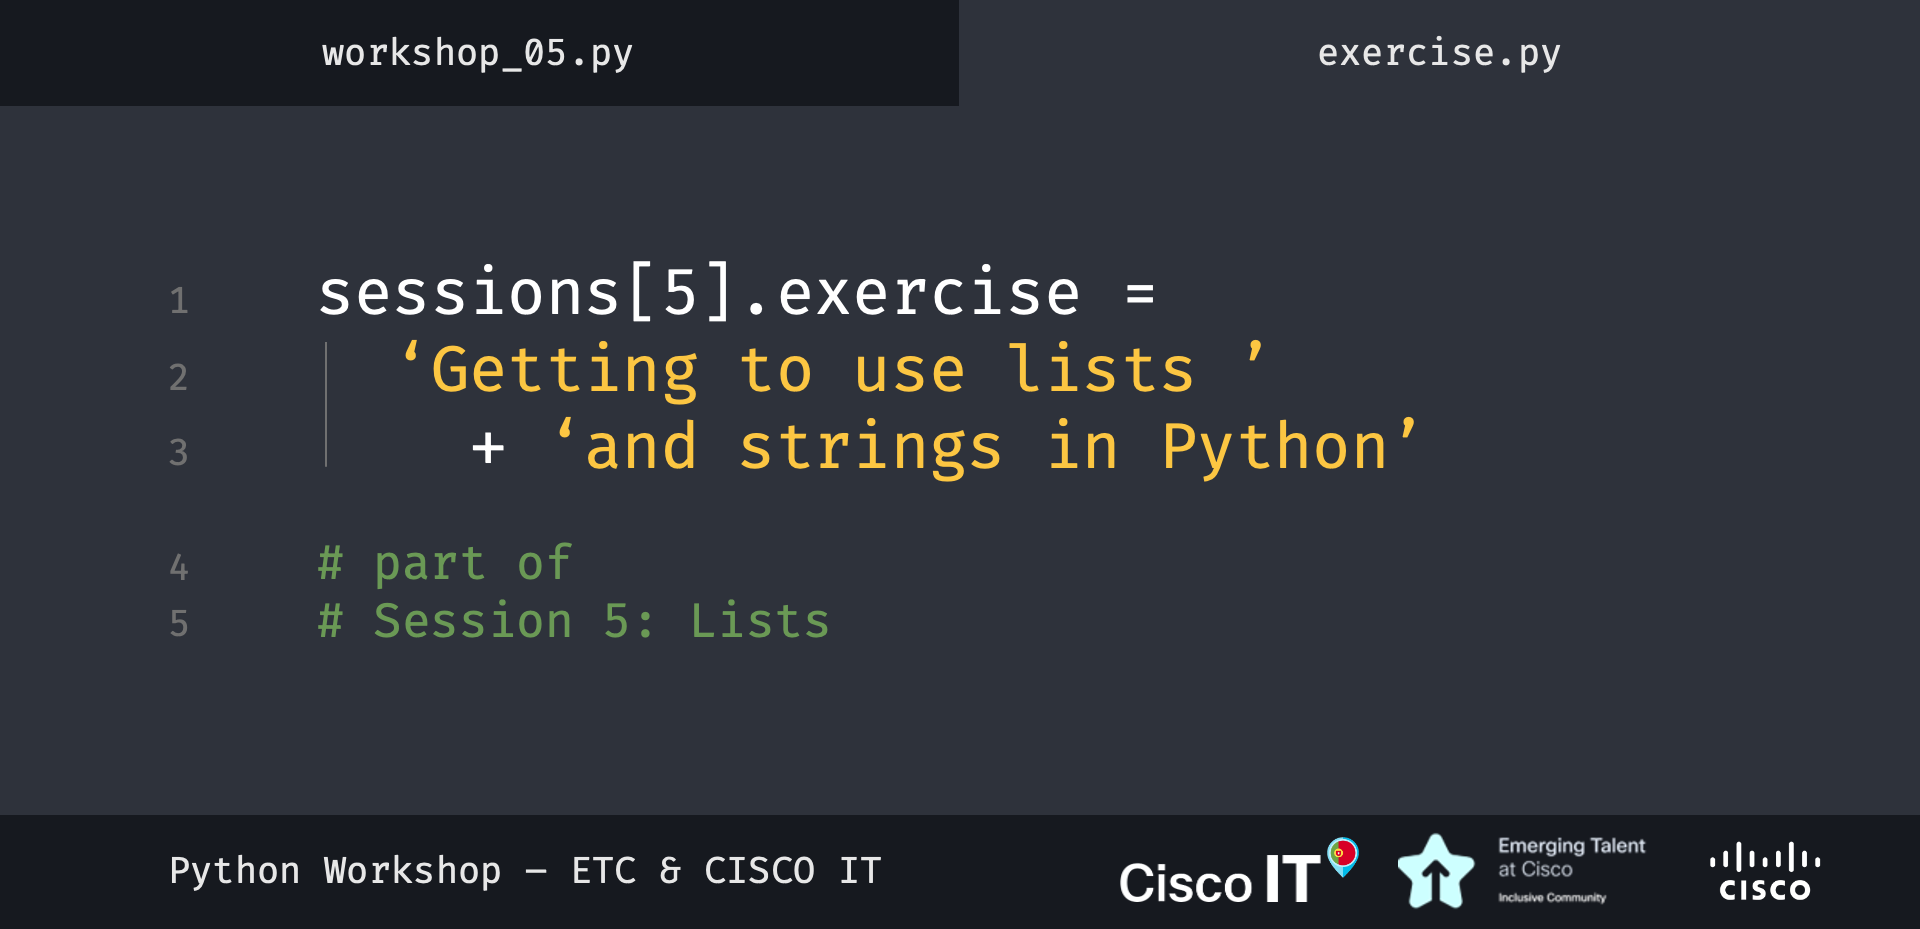 workshop_05.py
exercise.py
1 sessions[5].exercise =
2 ‘Getting to use lists ’
3 + ‘and strings in Python’
4 # part of
5 # Session 5: Lists
Python Workshop – ETC & CISCO IT
Cisco IT
Emerging Talent
at Cisco
Inclusive Community
CISCO